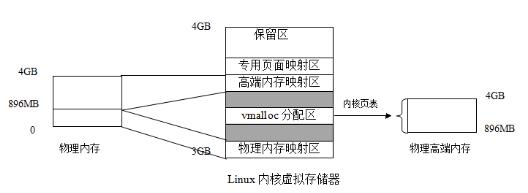 4GB
保留区
专用页面映射区
4GB
高端内存映射区
内核页表
4GB
896MB
vmalloc 分配区
0
896MB
物理内存
3GB
物理内存映射区
物理高端内存
Linux 内核虚拟存储器